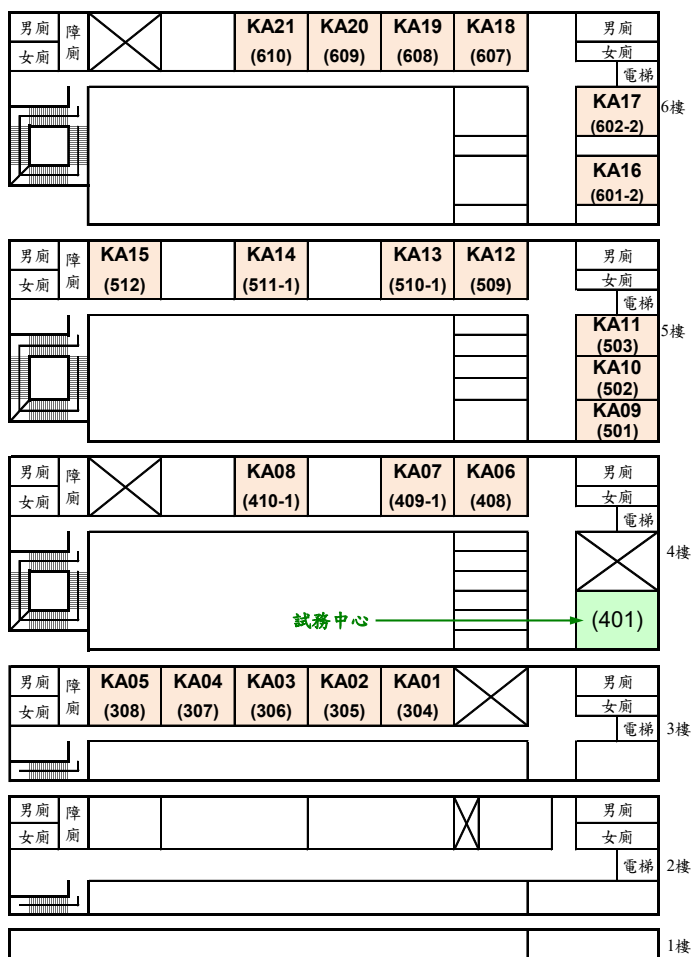 男廁 障廁 KA21 KA20 KA19 KA18 男廁
女廁 (610) (609) (608) (607) 女廁
電梯
KA17 6樓
(602-2)
KA16
(601-2)
男廁 障廁 KA15 KA14 KA13 KA12 男廁
女廁 (512) (511-1) (510-1) (509) 女廁
電梯
KA11 5樓
(503)
KA10
(502)
KA09
(501)
男廁 障廁 KA08 KA07 KA06 男廁
女廁 (410-1) (409-1) (408) 女廁
電梯
4樓
試務中心 (401)
男廁 障廁 KA05 KA04 KA03 KA02 KA01 男廁
女廁 (308) (307) (306) (305) (304) 女廁
電梯 3樓
男廁 障廁 男廁
女廁 女廁
電梯 2樓
1樓